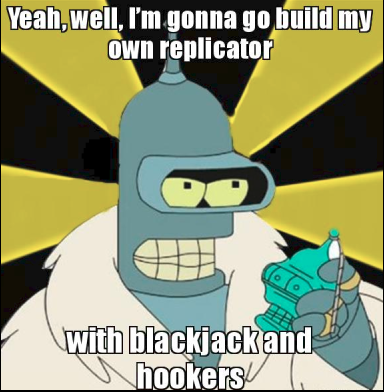 Yeah, well, I'm gonna go build my
own replicator
with blackjack and
hookers